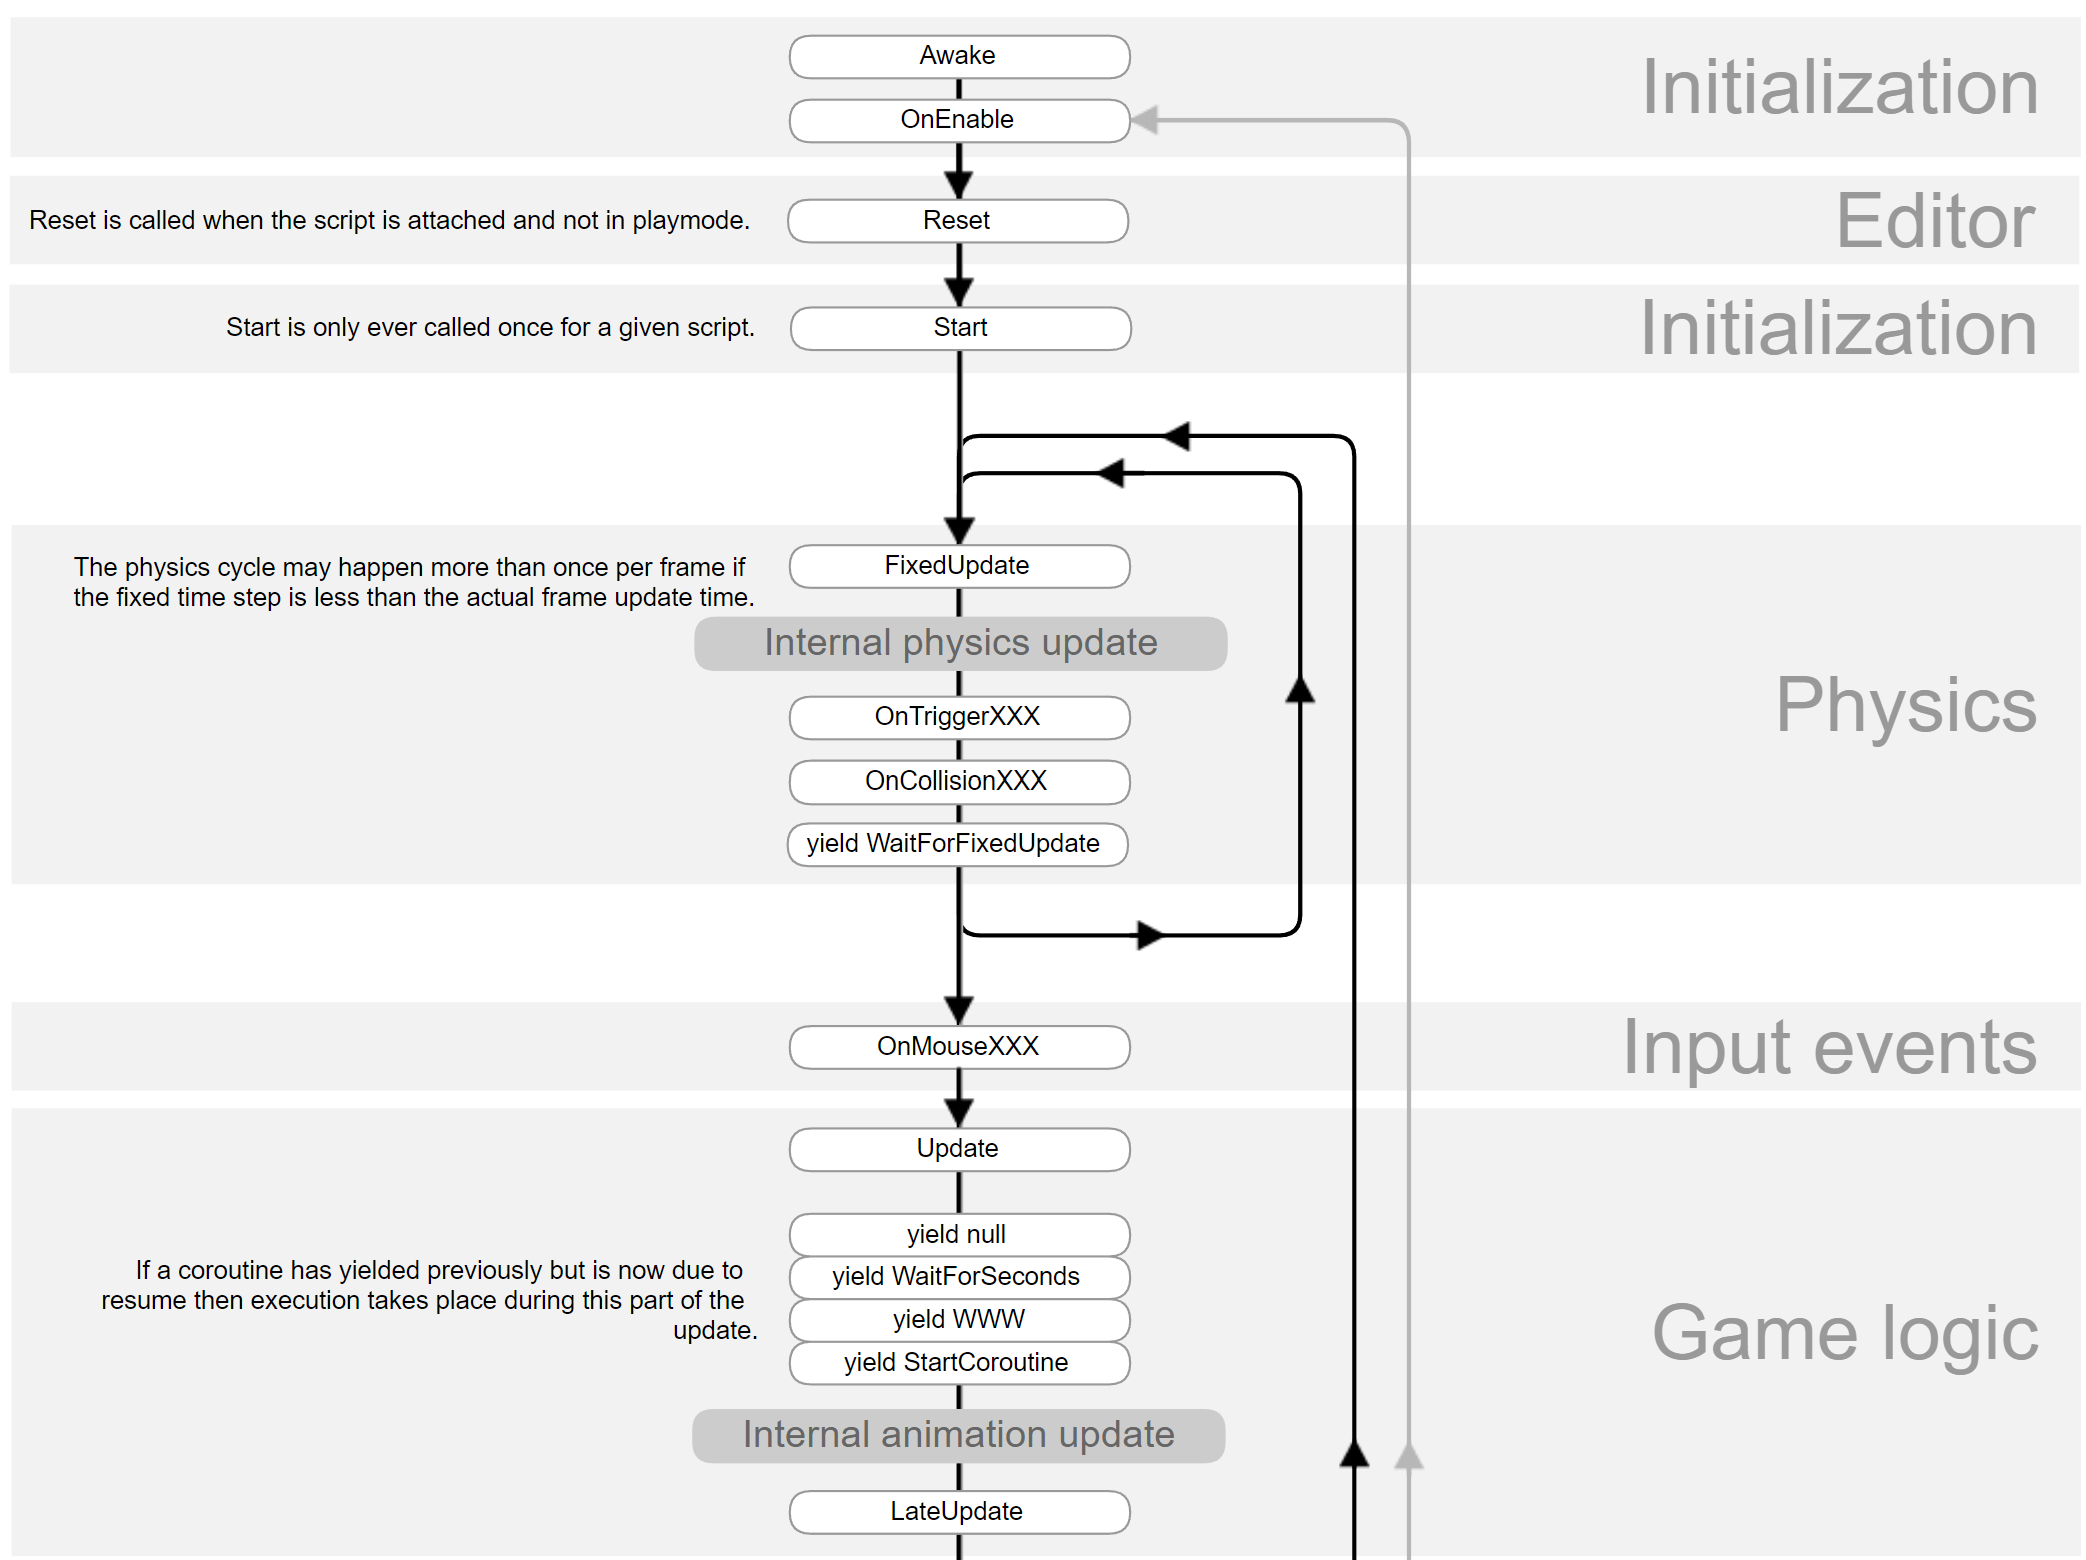 Awake
Initialization
OnEnable
Reset is called when the script is attached and not in playmode.
Reset
Editor
Start is only ever called once for a given script.
Start
Initialization
The physics cycle may happen more than once per frame if
the fixed time step is less than the actual frame update time.
FixedUpdate
Internal physics update
Physics
OnTriggerXXX
OnCollisionXXX
yield WaitForFixedUpdate
OnMouseXXX
Input events
Update
yield null
If a coroutine has yielded previously but is now due to
resume then execution takes place during this part of the
update.
yield WaitForSeconds
yield WWW
yield StartCoroutine
Game logic
Internal animation update
LateUpdate